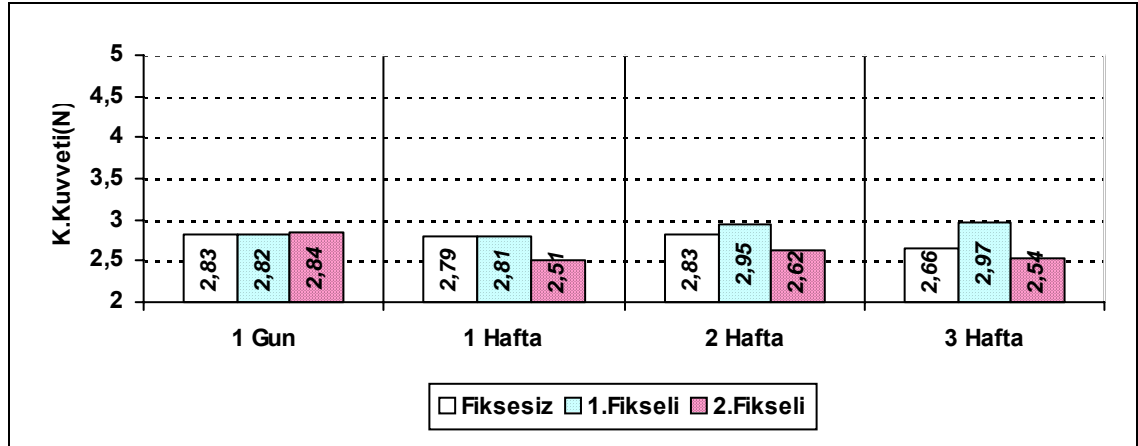 K.Kuvveti(N)
5
4,5
4
3,5
3
2,5
2
2,83 2,82 2,84 2,79 2,81 2,51 2,83 2,95 2,62 2,66 2,97 2,54
1 Gun 1 Hafta 2 Hafta 3 Hafta
Fiksesiz 1.Fikseli 2.Fikseli